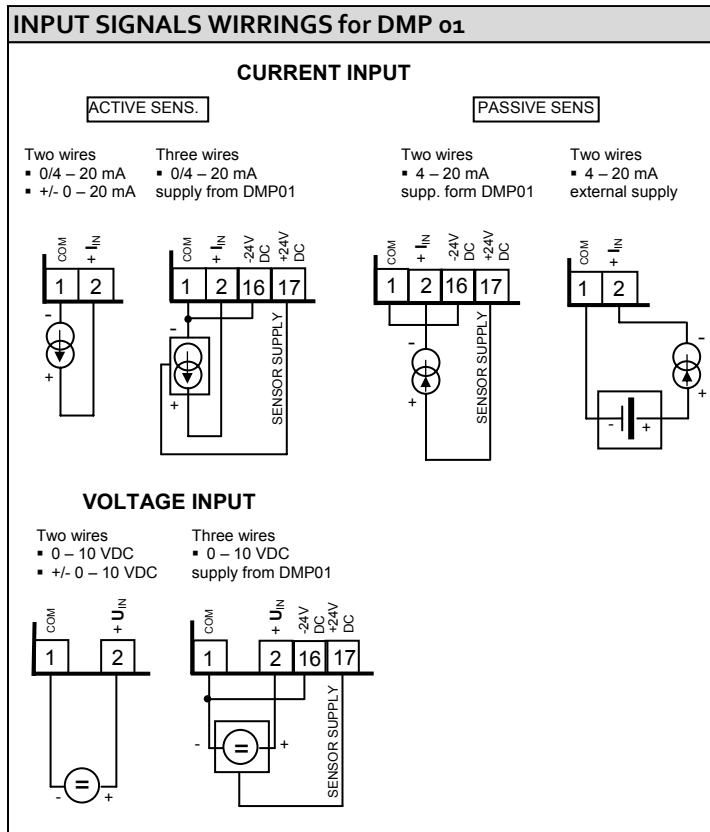 INPUT SIGNALS WIRRINGS for DMP 01
CURRENT INPUT
ACTIVE SENS.
PASSIVE SENS
Two wires
▪ 0/4 – 20 mA
▪ +/- 0 – 20 mA
Three wires
▪ 0/4 – 20 mA
supply from DMP01
Two wires
▪ 4 – 20 mA
supp. form DMP01
Two wires
▪ 4 – 20 mA
external supply
COM
+ IIN
1 2
-
+
COM
+ IIN
-24V
DC
+24V
DC
1 2 16 17
-
+
SENSOR SUPPLY
COM
+ IIN
-24V
DC
+24V
DC
1 2 16 17
-
+
SENSOR SUPPLY
COM
+ IIN
1 2
-
+
- +
VOLTAGE INPUT
Two wires
▪ 0 – 10 VDC
▪ +/- 0 – 10 VDC
Three wires
▪ 0 – 10 VDC
supply from DMP01
COM
+ UIN
1 2
- = +
COM
+ UIN
-24V
DC
+24V
DC
1 2 16 17
- = +
SENSOR SUPPLY